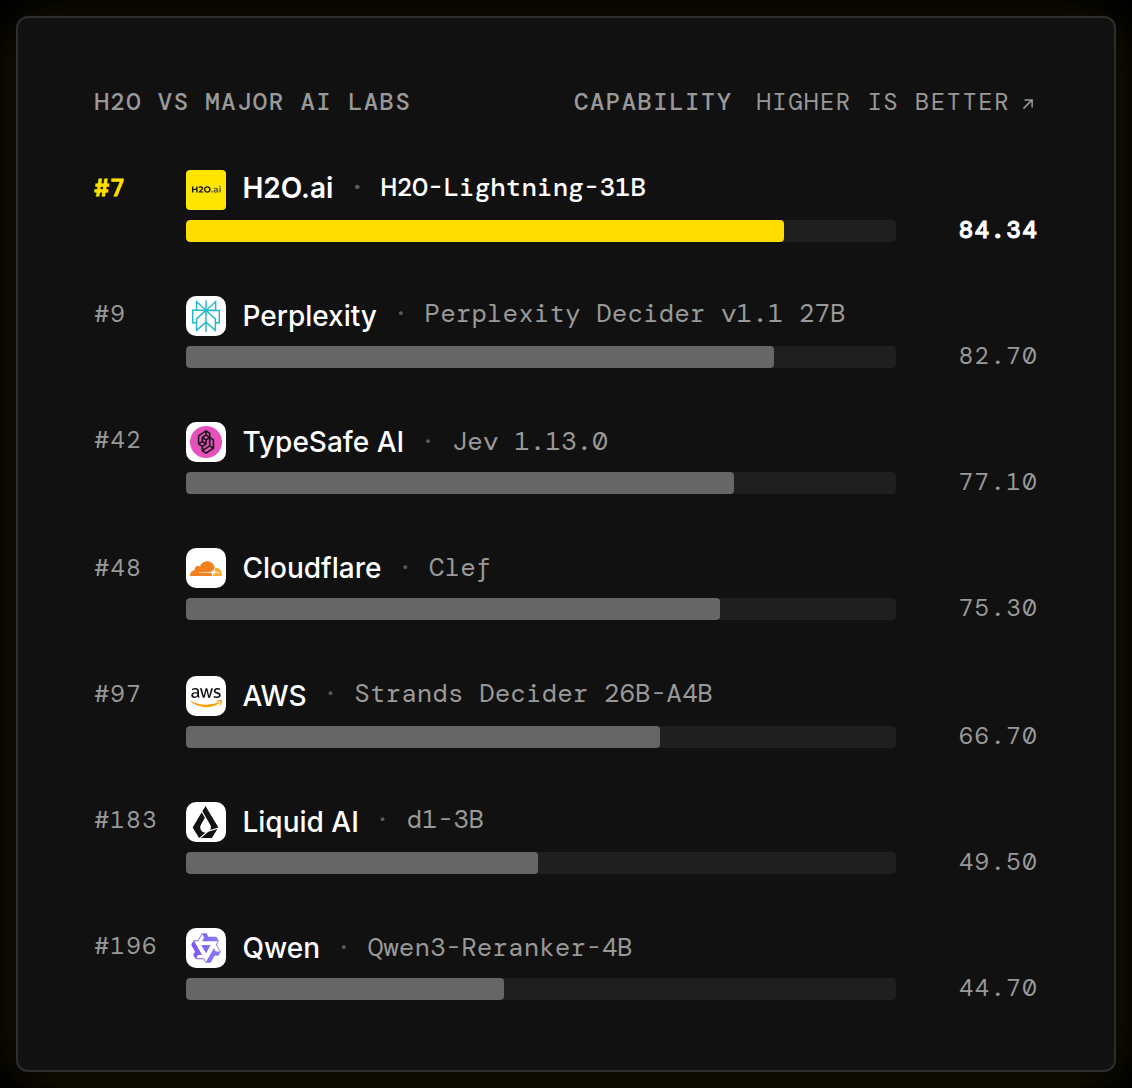 H2O VS MAJOR AI LABS
CAPABILITY HIGHER IS BETTER ↗
#7 H2O.ai H2O.ai · H2O-Lightning-31B
84.34
#9 Perplexity · Perplexity Decider v1.1 27B
82.70
#42 TypeSafe AI · Jev 1.13.0
77.10
#48 Cloudflare · Clef
75.30
#97 aws AWS · Strands Decider 26B-A4B
66.70
#183 Liquid AI · d1-3B
49.50
#196 Qwen · Qwen3-Reranker-4B
44.70